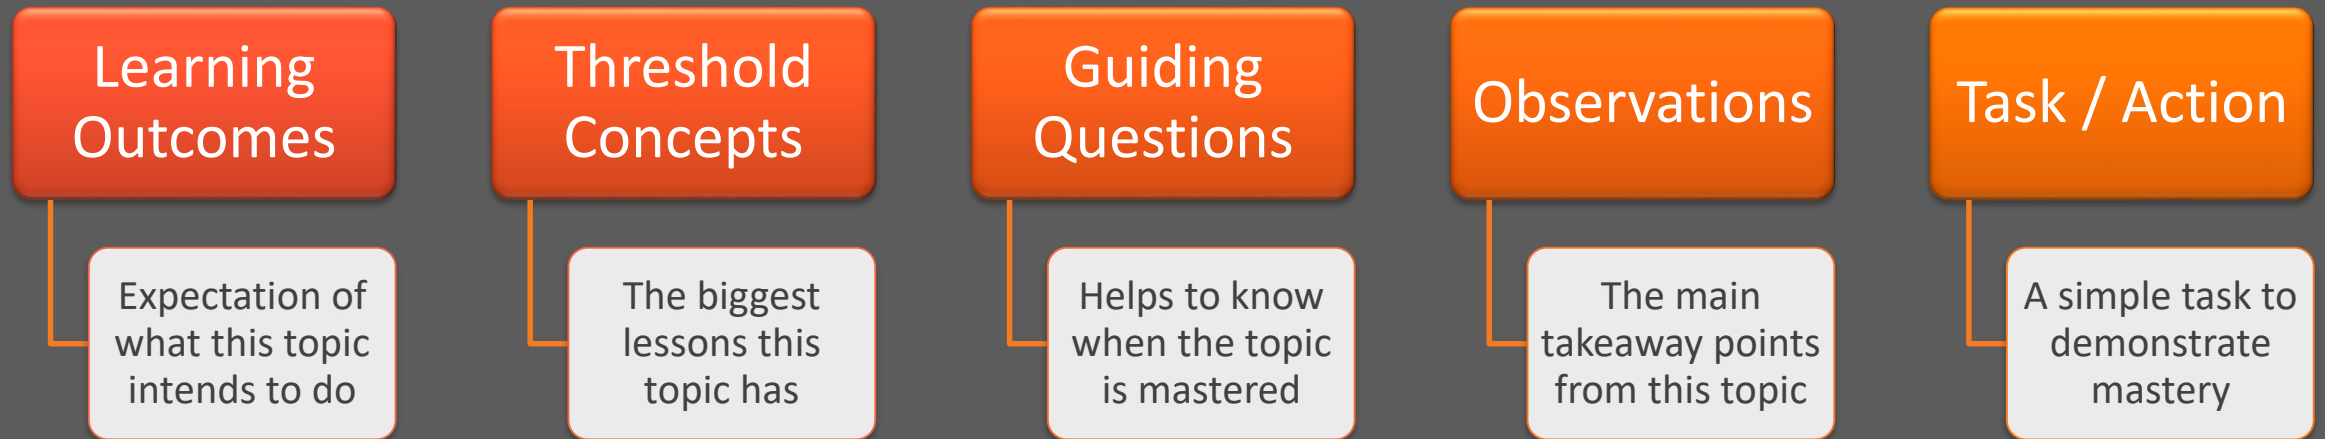 Learning
Outcomes
Expectation of
what this topic
intends to do
Threshold
Concepts
The biggest
lessons this
topic has
Guiding
Questions
Helps to know
when the topic
is mastered
Observations
The main
takeaway points
from this topic
Task / Action
A simple task to
demonstrate
mastery